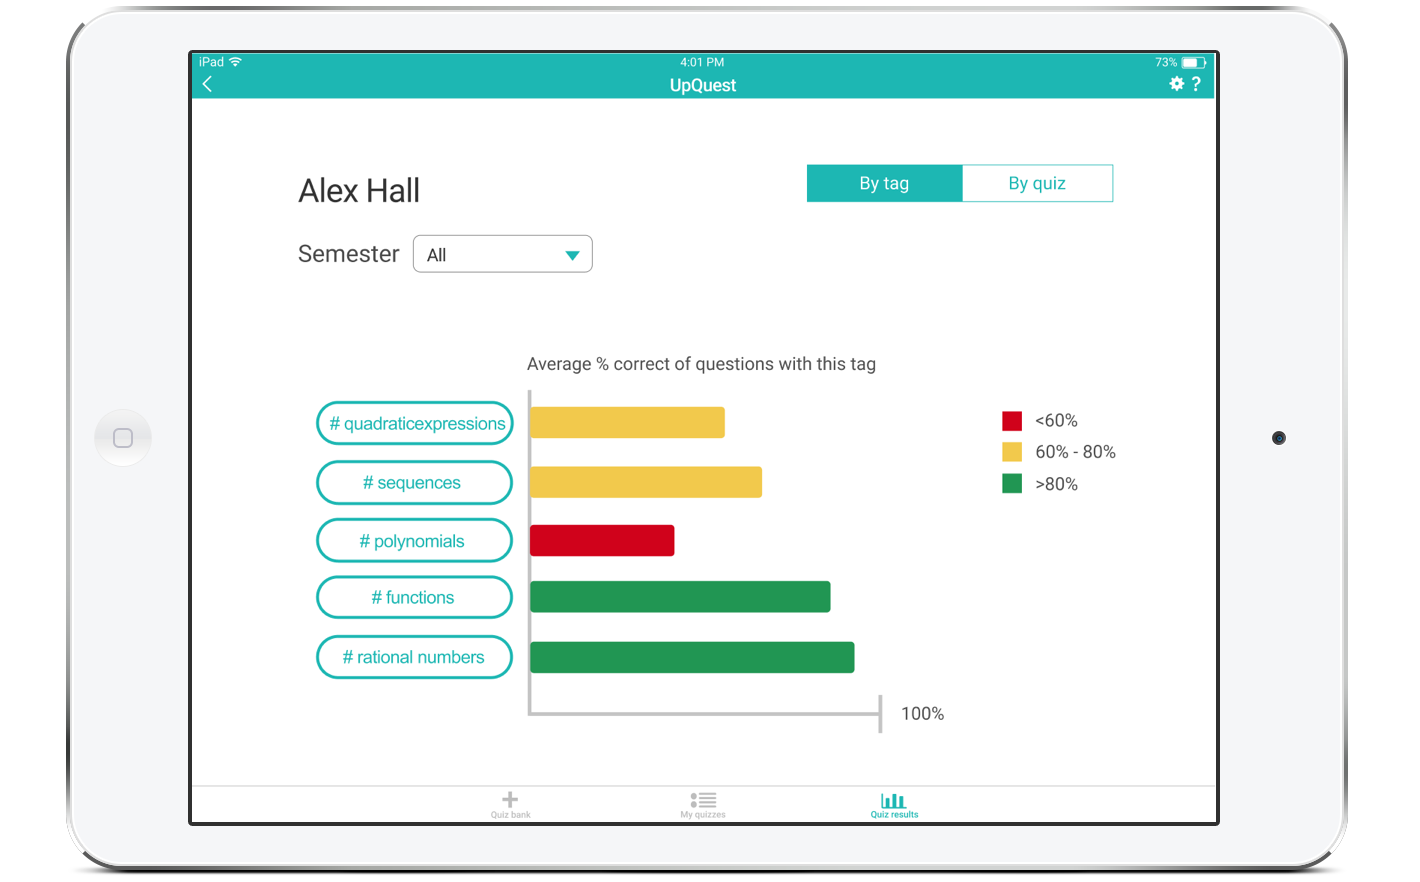 iPad 4:01 PM 73%
UpQuest ?
Alex Hall
By tag By quiz
Semester All
Average % correct of questions with this tag
# quadraticexpressions
# sequences
# polynomials
# functions
# rational numbers
<60%
60% - 80%
>80%
100%
Quiz bank My quizzes Quiz results